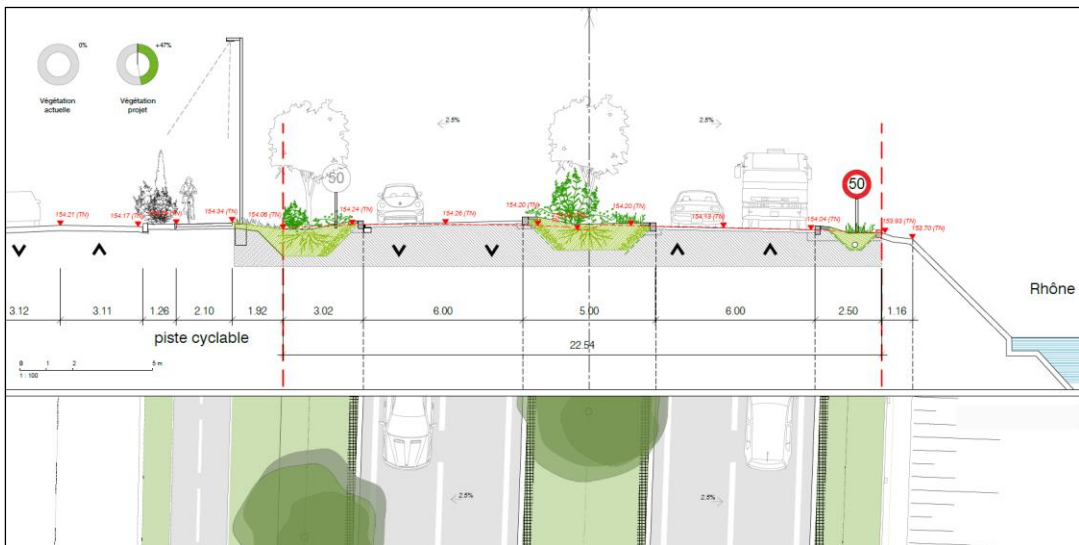 0%
+47%
Végétation
actuelle
Végétation
projet
2.5%
2.5%
50
50
154.21 (TN)
154.17 (TN)
154.34 (TN)
154.06 (TN)
154.24 (TN)
154.26 (TN)
154.20 (TN)
154.20 (TN)
154.13 (TN)
154.04 (TN)
153.93 (TN)
153.70 (TN)
Rhône
3.12
3.11
1.26
2.10
1.92
3.02
6.00
5.00
6.00
2.50
1.16
piste cyclable
22.54
0 1 2 5 m
1 : 100
2.5%
2.5%